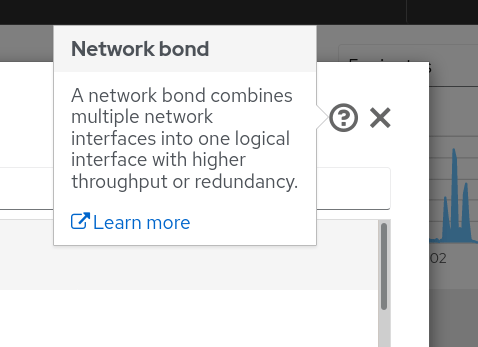 Network bond
A network bond combines
multiple network
interfaces into one logical
interface with higher
throughput or redundancy.
Learn more
02